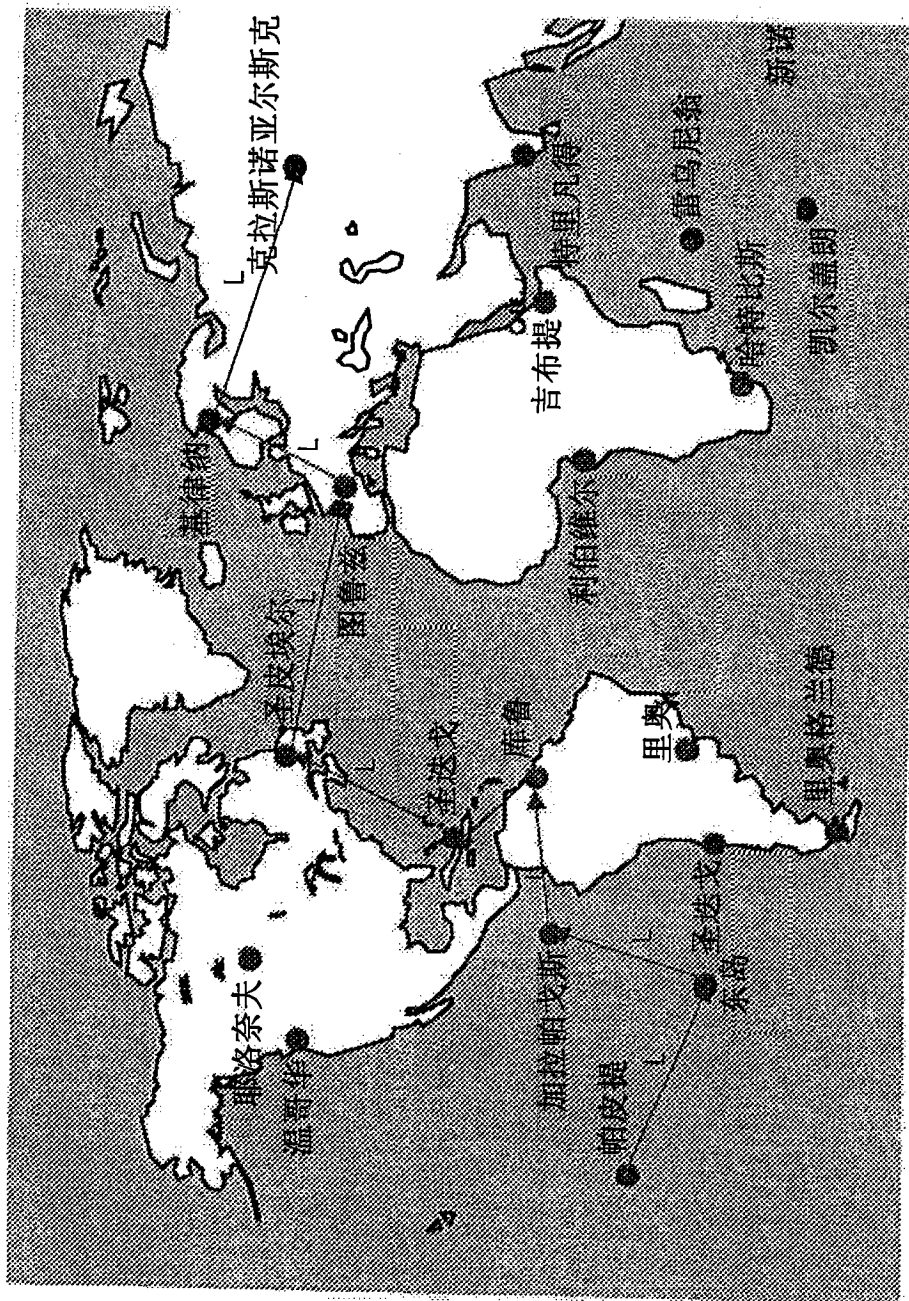 克拉斯诺亚尔斯克
L
基律纳
L
圣皮埃尔
L
图鲁兹
L
耶洛奈夫
温哥华
圣迭戈
库鲁
吉布提
特里凡得
新诺
雷鸟尼翁
利伯维尔
哈特比斯
凯尔盖朗
加拉帕戈斯
里奥
L
圣迭戈
里奥格兰德
帕皮提
L
东岛